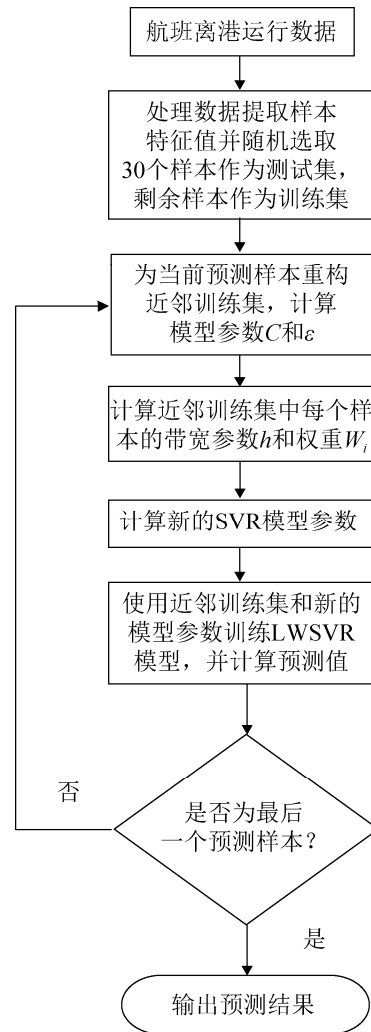 航班离港运行数据
处理数据提取样本
特征值并随机选取
30个样本作为测试集，
剩余样本作为训练集
为当前预测样本重构
近邻训练集，计算
模型参数C和ε
计算近邻训练集中每个样
本的带宽参数h和权重Wᵢ
计算新的SVR模型参数
使用近邻训练集和新的
模型参数训练LWSVR
模型，并计算预测值
否
是否为最后
一个预测样本？
是
输出预测结果